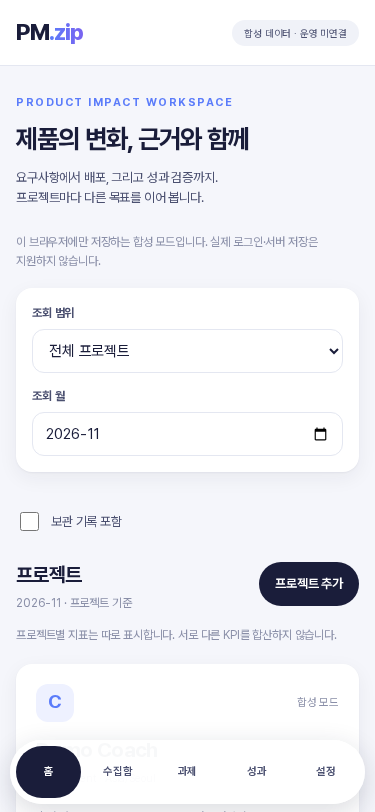 PM.zip
합성 데이터 · 운영 미연결
PRODUCT IMPACT WORKSPACE
제품의 변화, 근거와 함께
요구사항에서 배포, 그리고 성과 검증까지.
프로젝트마다 다른 목표를 이어 봅니다.
이 브라우저에만 저장하는 합성 모드입니다. 실제 로그인·서버 저장은
지원하지 않습니다.
조회 범위
전체 프로젝트
조회 월
2026-11
보관 기록 포함
프로젝트
프로젝트 추가
2026-11 · 프로젝트 기준
프로젝트별 지표는 따로 표시합니다. 서로 다른 KPI를 합산하지 않습니다.
C
합성 모드
Coach
홈
수집함
과제
성과
설정